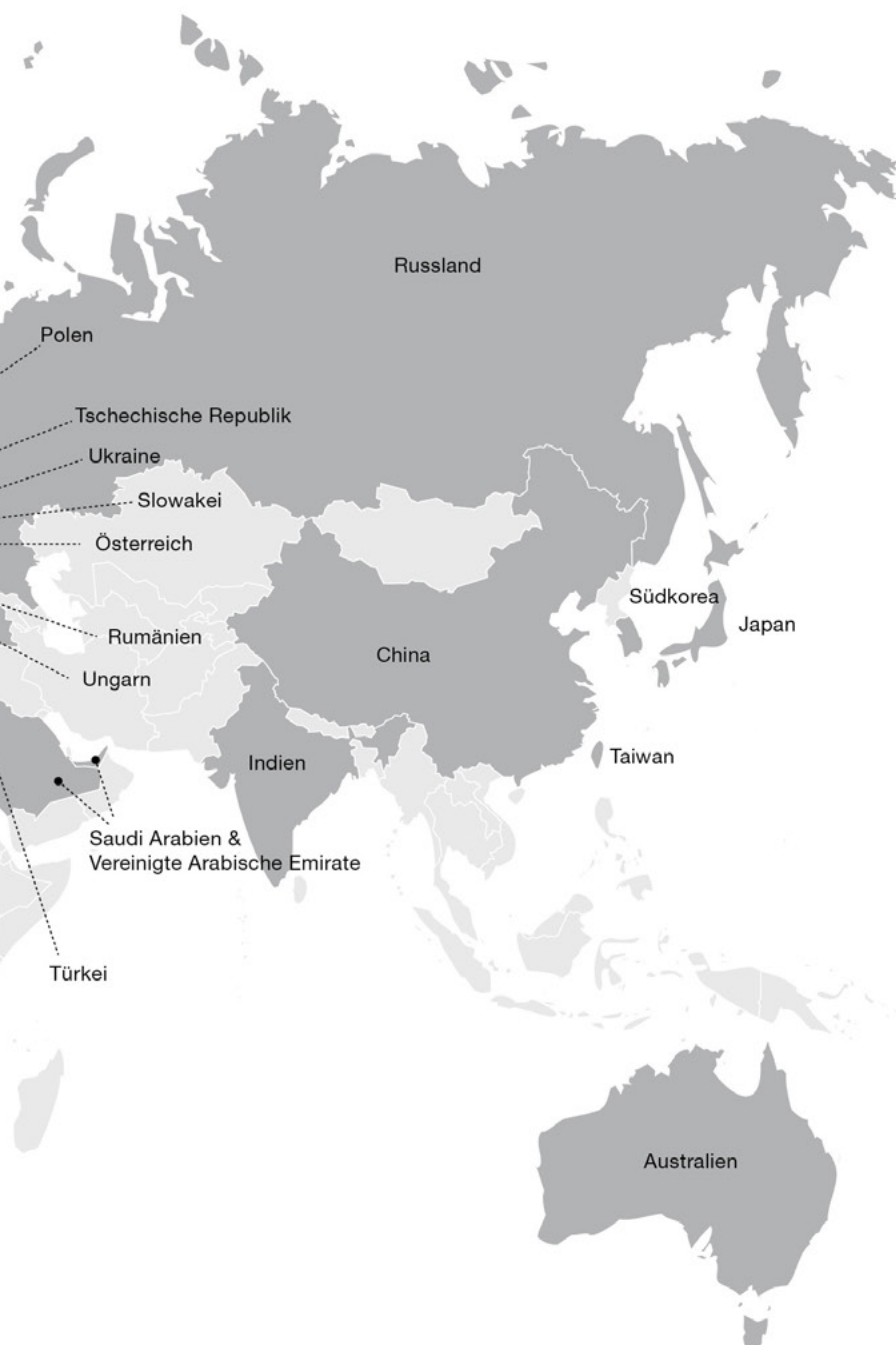 Russland
Polen
Tschechische Republik
Ukraine
Slowakei
Österreich
Südkorea
Japan
Rumänien
China
Ungarn
Indien
Taiwan
Saudi Arabien &
Vereinigte Arabische Emirate
Türkei
Australien